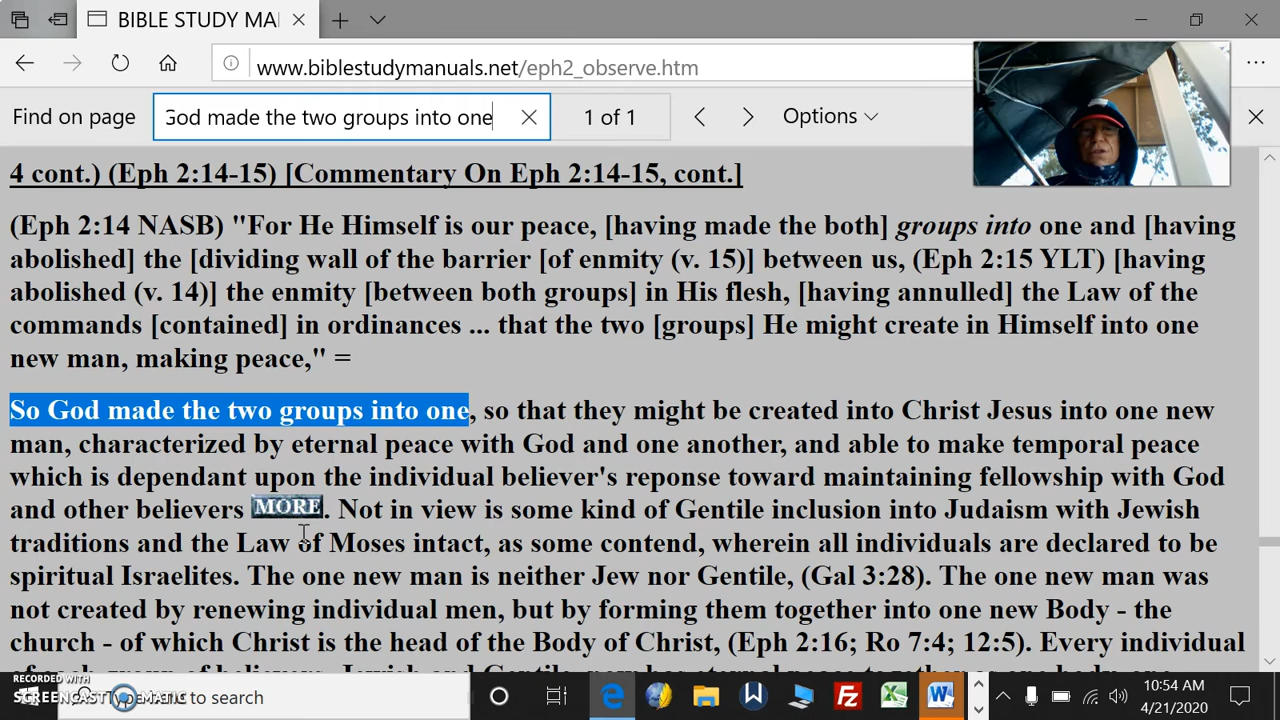 BIBLE STUDY MA
www.biblestudymanuals.net/eph2_observe.htm
Find on page
God made the two groups into one
1 of 1
Options
4 cont.) (Eph 2:14-15) [Commentary On Eph 2:14-15, cont.]
(Eph 2:14 NASB) "For He Himself is our peace, [having made the both] groups into one and [having
abolished] the [dividing wall of the barrier [of enmity (v. 15)] between us, (Eph 2:15 YLT) [having
abolished (v. 14)] the enmity [between both groups] in His flesh, [having annulled] the Law of the
commands [contained] in ordinances ... that the two [groups] He might create in Himself into one
new man, making peace," =
So God made the two groups into one, so that they might be created into Christ Jesus into one new
man, characterized by eternal peace with God and one another, and able to make temporal peace
which is dependant upon the individual believer's reponse toward maintaining fellowship with God
and other believers MORE. Not in view is some kind of Gentile inclusion into Judaism with Jewish
traditions and the Law of Moses intact, as some contend, wherein all individuals are declared to be
spiritual Israelites. The one new man is neither Jew nor Gentile, (Gal 3:28). The one new man was
not created by renewing individual men, but by forming them together into one new Body - the
church - of which Christ is the head of the Body of Christ, (Eph 2:16; Ro 7:4; 12:5). Every individual
RECORDED WITH
SCREENCAST MATIC
Type here to search
10:54 AM
4/21/2020